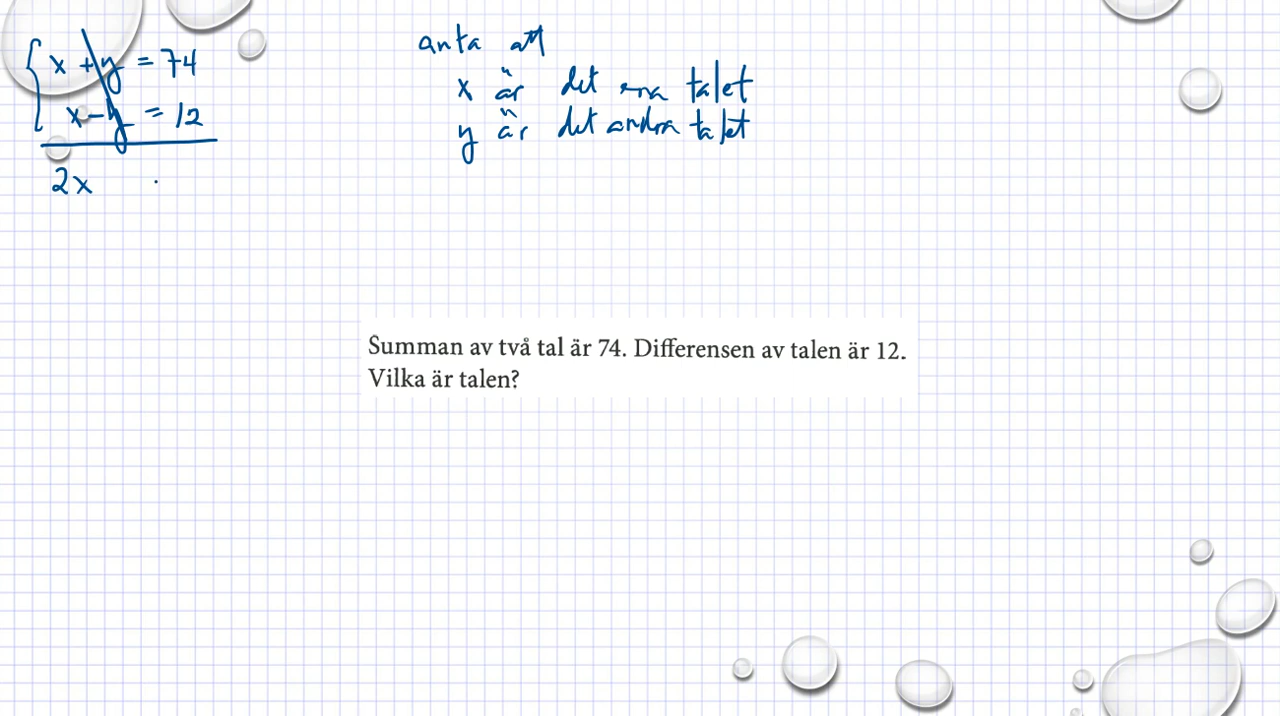 x + y = 74
x - y = 12
2x
anta att
x är det ena talet
y är det andra talet
Summan av två tal är 74. Differensen av talen är 12.
Vilka är talen?